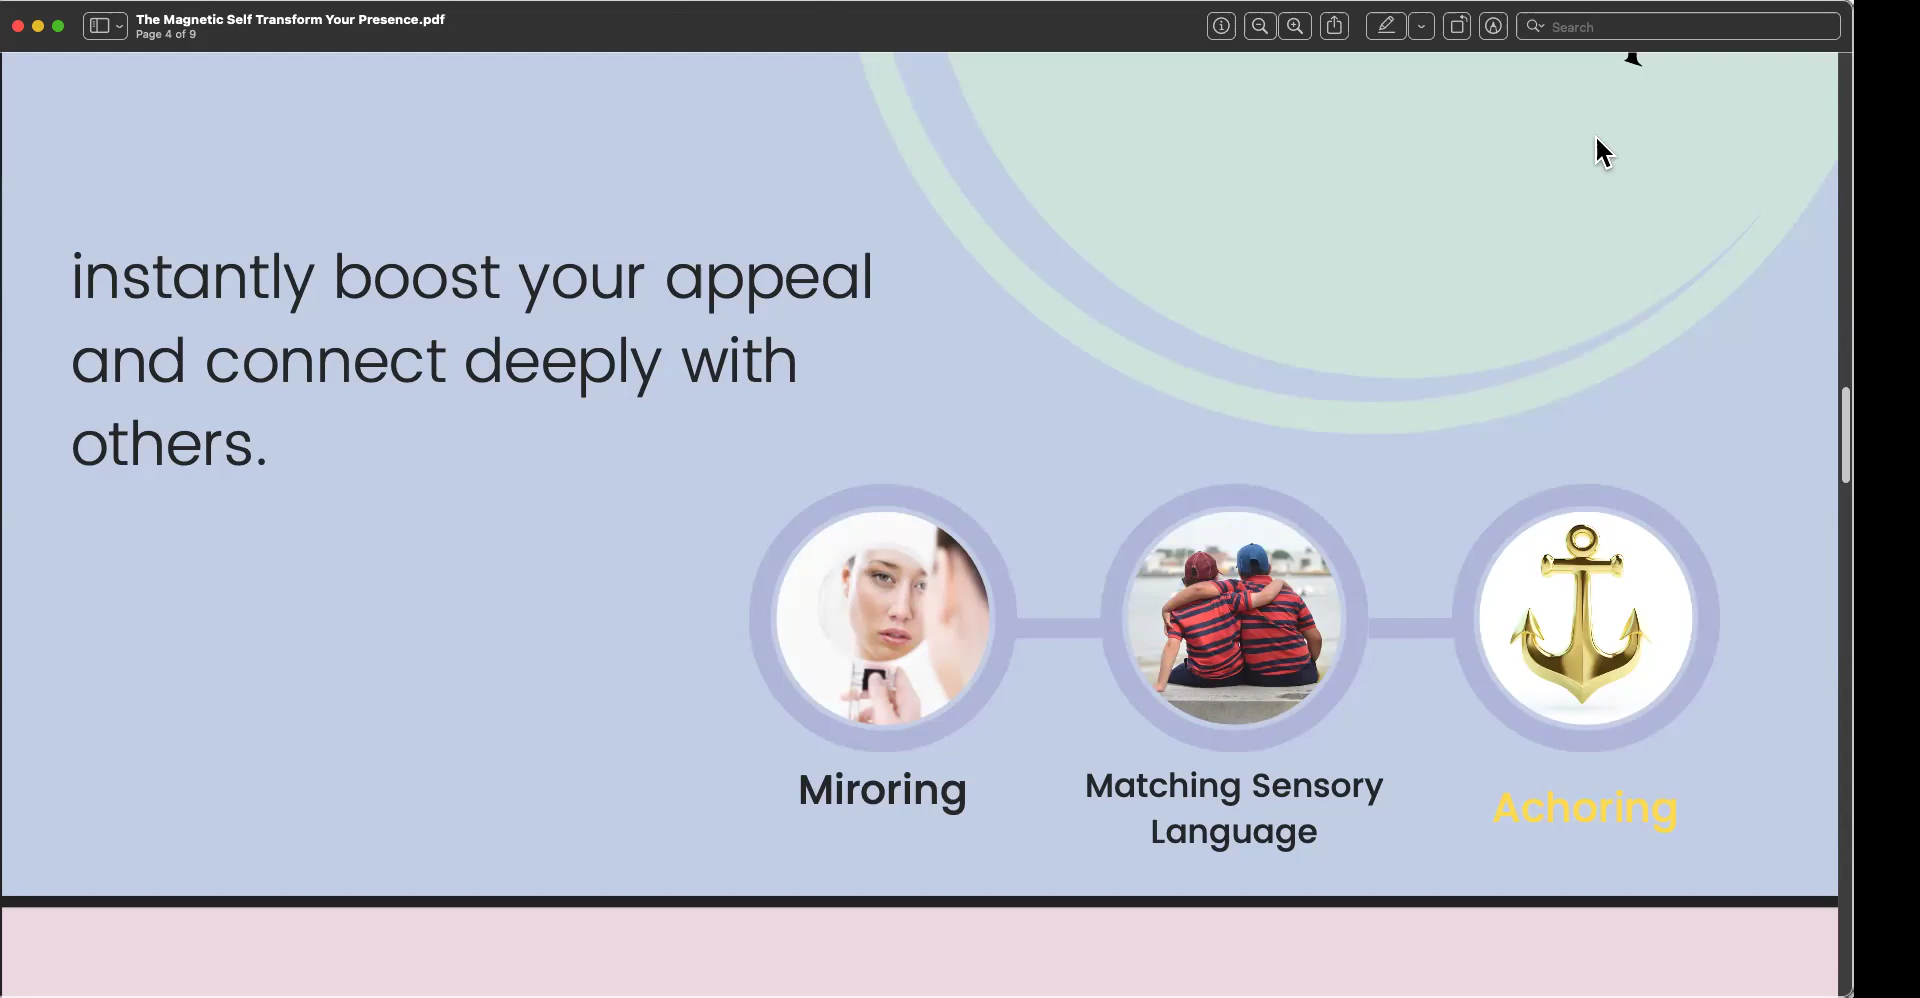 The Magnetic Self Transform Your Presence.pdf
Page 4 of 9
Search
instantly boost your appeal
and connect deeply with
others.
Miroring
Matching Sensory
Language
Achoring